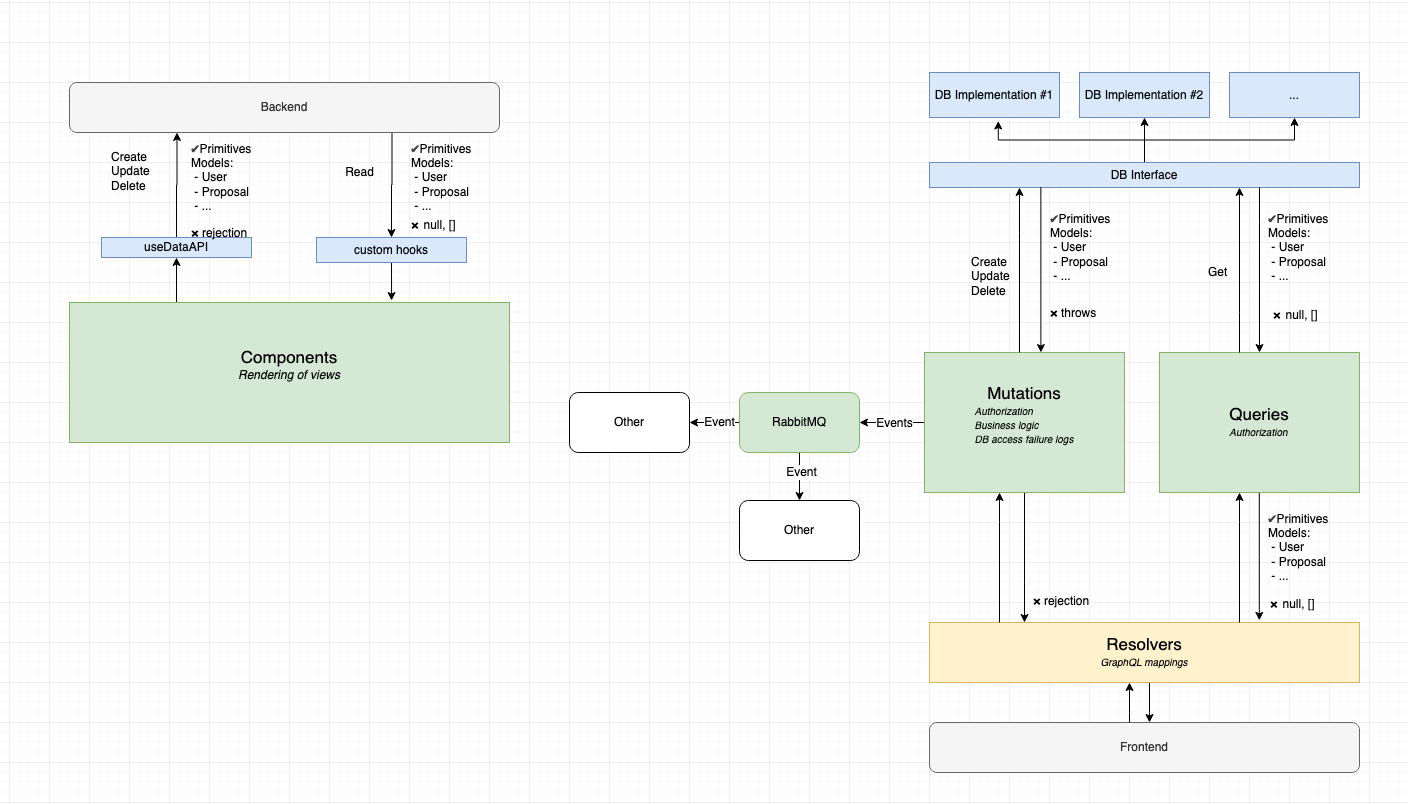 Backend
Create
Update
Delete
✔Primitives
Models:
- User
- Proposal
- ...
× rejection
Read
✔Primitives
Models:
- User
- Proposal
- ...
× null, []
useDataAPI
custom hooks
Components
Rendering of views
DB Implementation #1
DB Implementation #2
...
DB Interface
Create
Update
Delete
✔Primitives
Models:
- User
- Proposal
- ...
× throws
Get
✔Primitives
Models:
- User
- Proposal
- ...
× null, []
Other
Event
RabbitMQ
Events
Event
Other
Mutations
Authorization
Business logic
DB access failure logs
Queries
Authorization
× rejection
✔Primitives
Models:
- User
- Proposal
- ...
× null, []
Resolvers
GraphQL mappings
Frontend